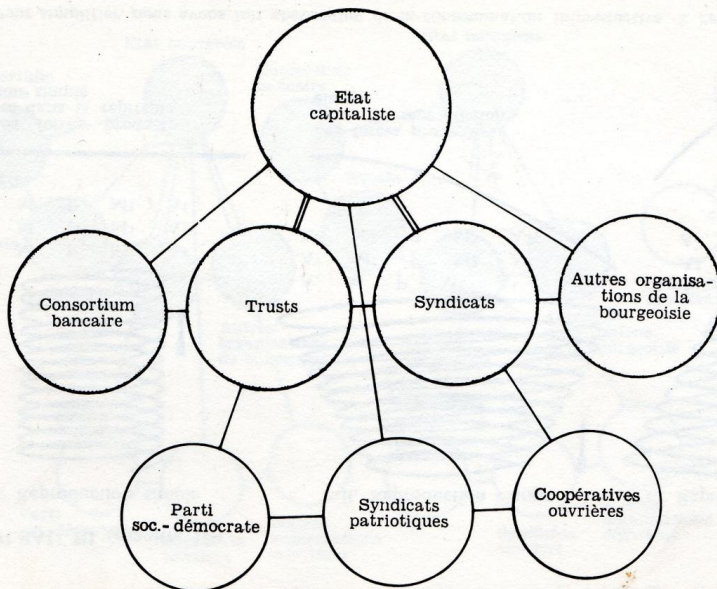 Etat
capitaliste
Consortium
bancaire
Trusts
Syndicats
Autres organisa-
tions de la
bourgeoisie
Parti
soc.-démocrate
Syndicats
patriotiques
Coopératives
ouvrières